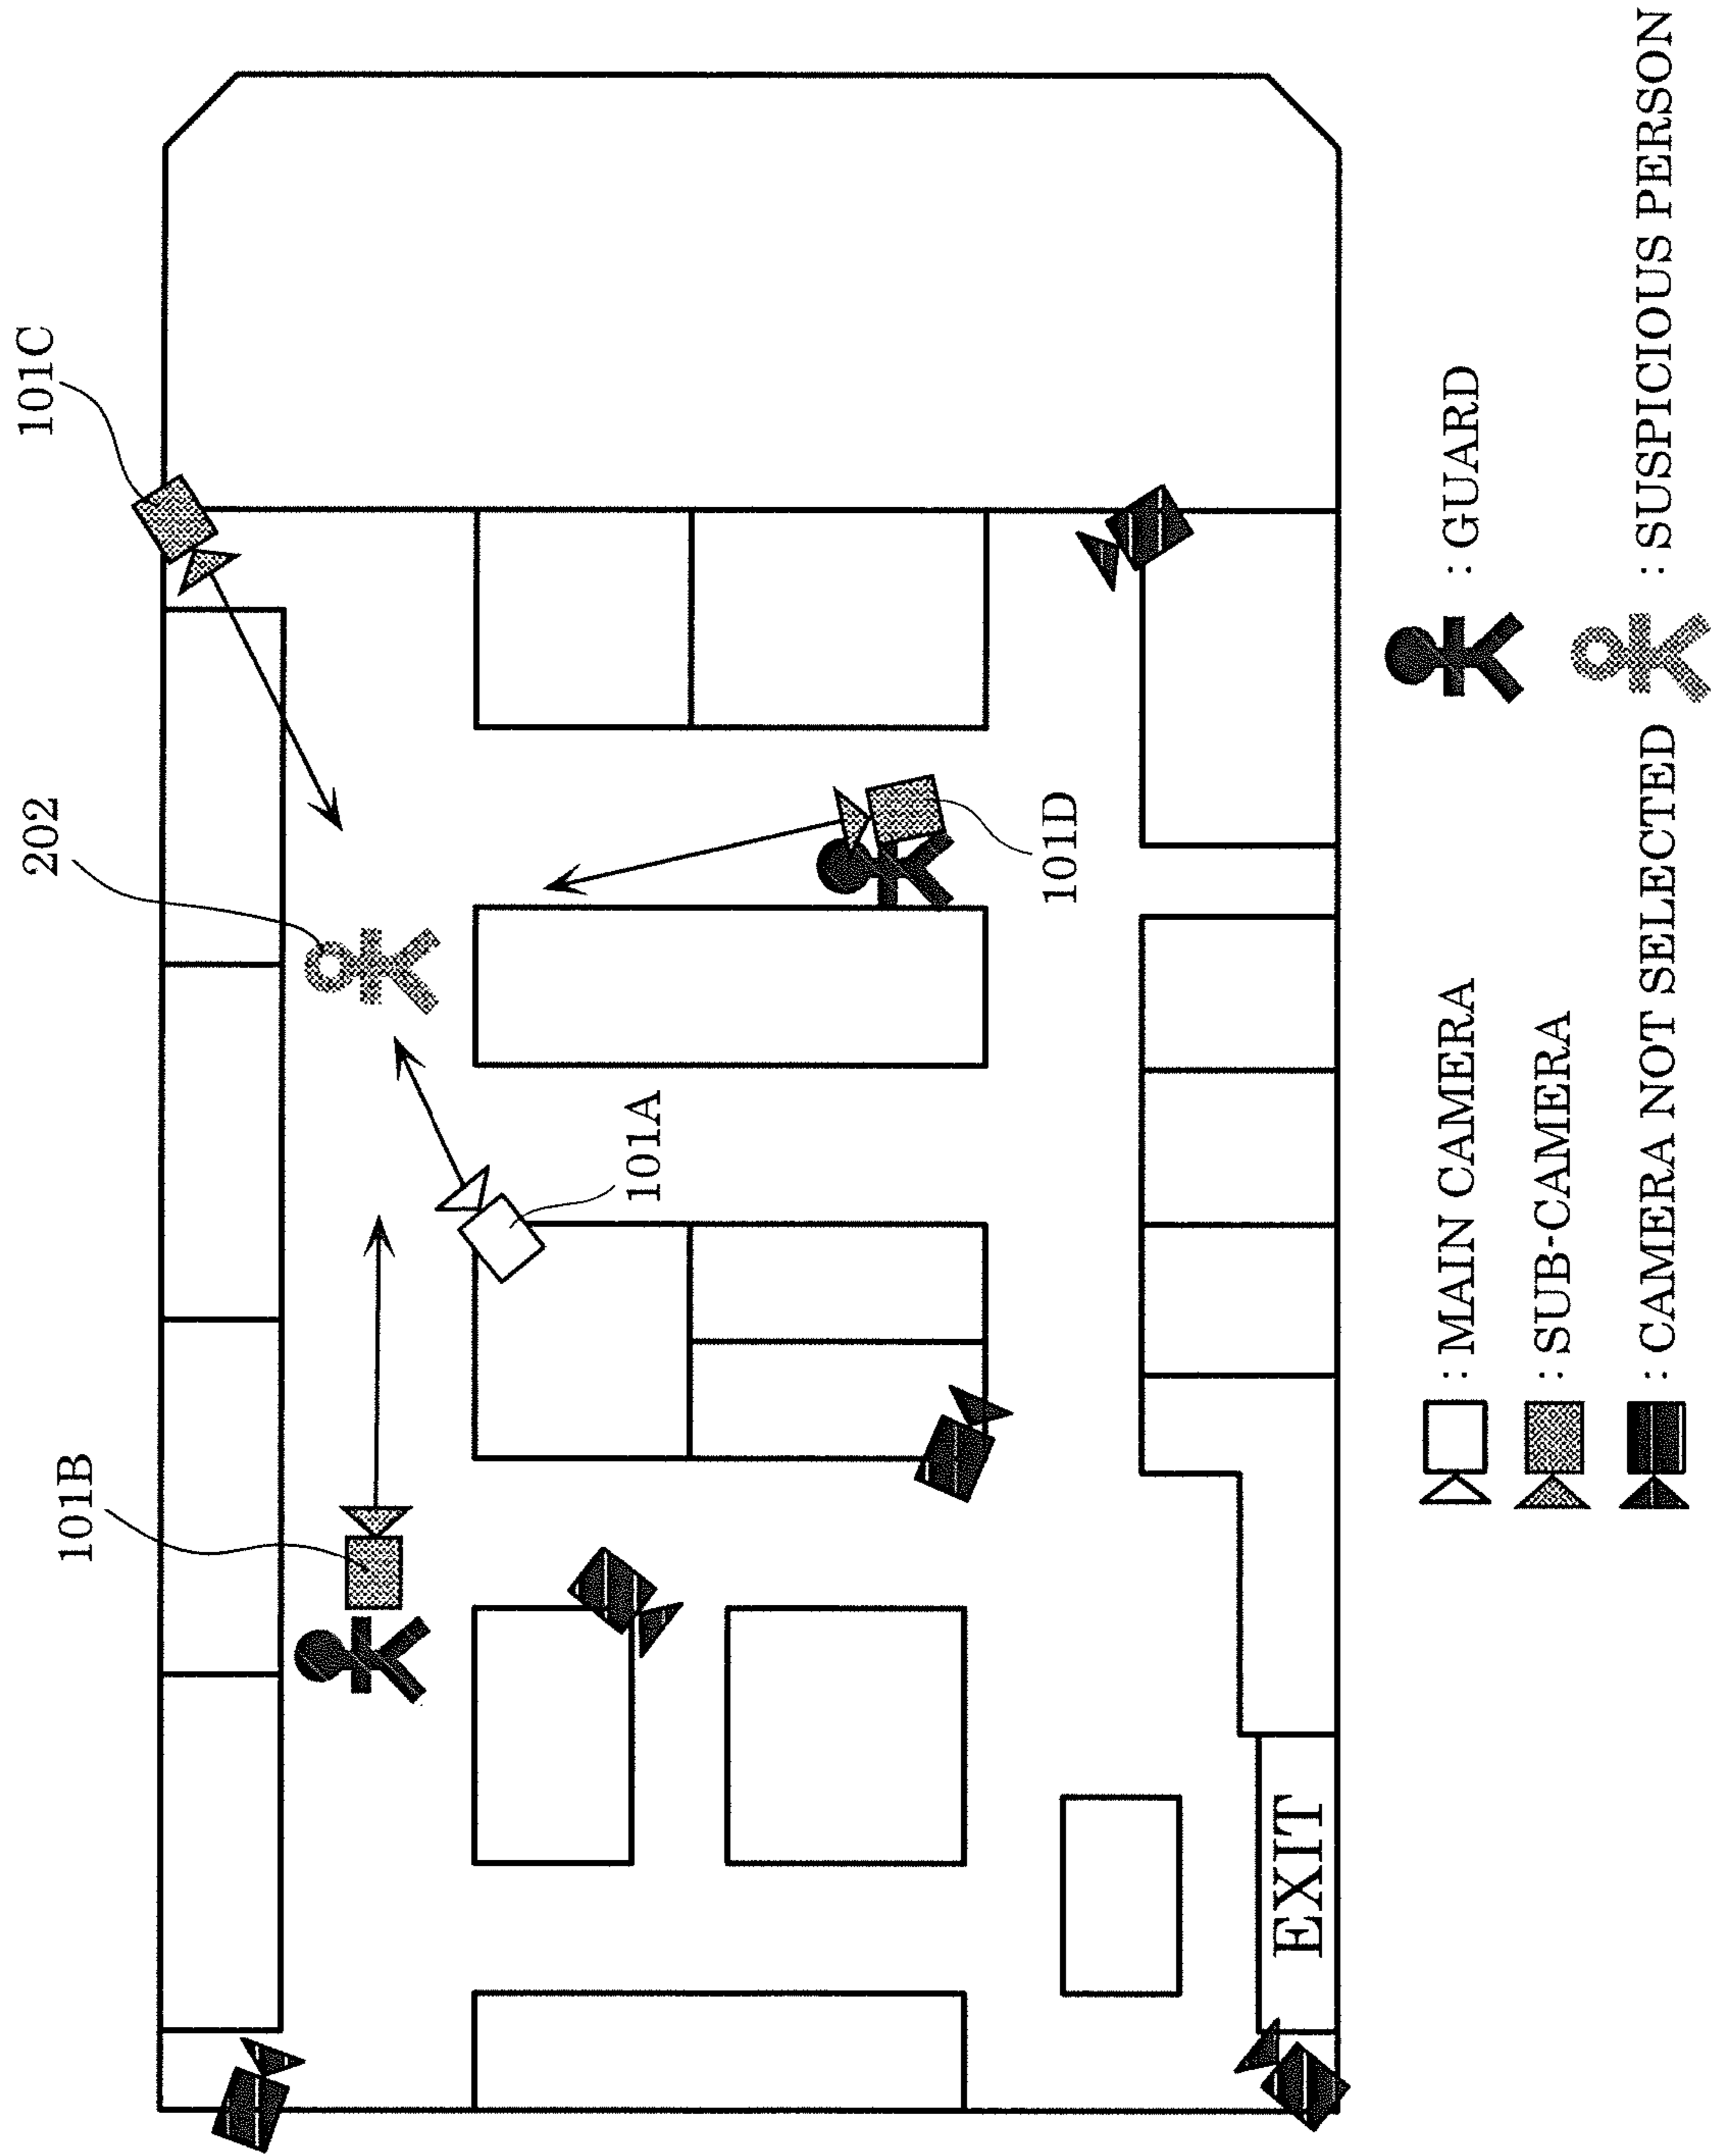 101C
202
101B
101A
101D
EXIT
: MAIN CAMERA
: SUB-CAMERA
: CAMERA NOT SELECTED
: GUARD
: SUSPICIOUS PERSON